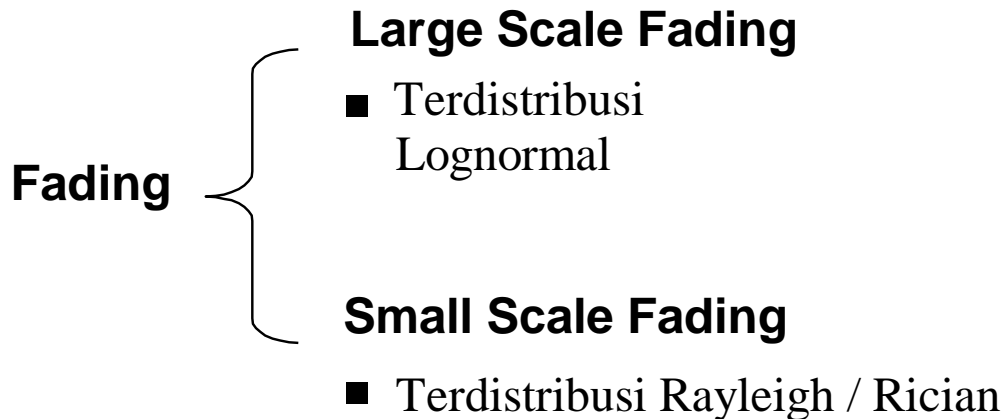 Large Scale Fading
■ Terdistribusi
Lognormal
Fading
Small Scale Fading
■ Terdistribusi Rayleigh / Rician